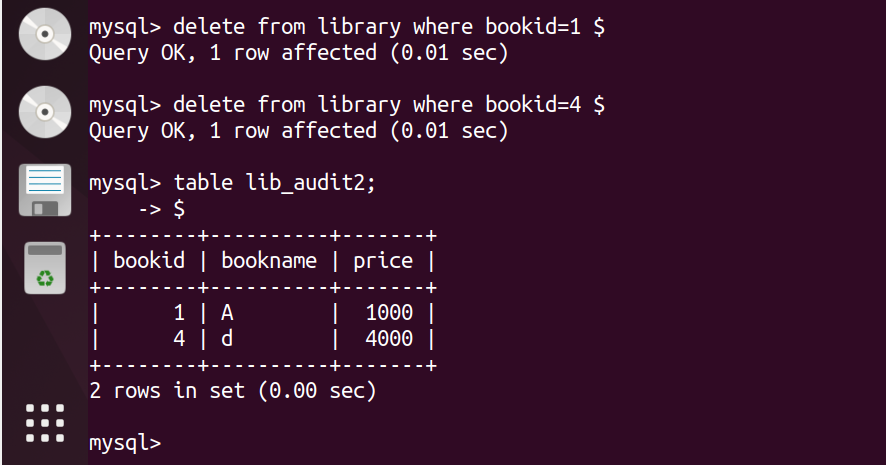 mysql> delete from library where bookid=1 $
Query OK, 1 row affected (0.01 sec)
mysql> delete from library where bookid=4 $
Query OK, 1 row affected (0.01 sec)
mysql> table lib_audit2;
    -> $
+--------+----------+-------+
| bookid | bookname | price |
+--------+----------+-------+
|      1 | A        |  1000 |
|      4 | d        |  4000 |
+--------+----------+-------+
2 rows in set (0.00 sec)
mysql>